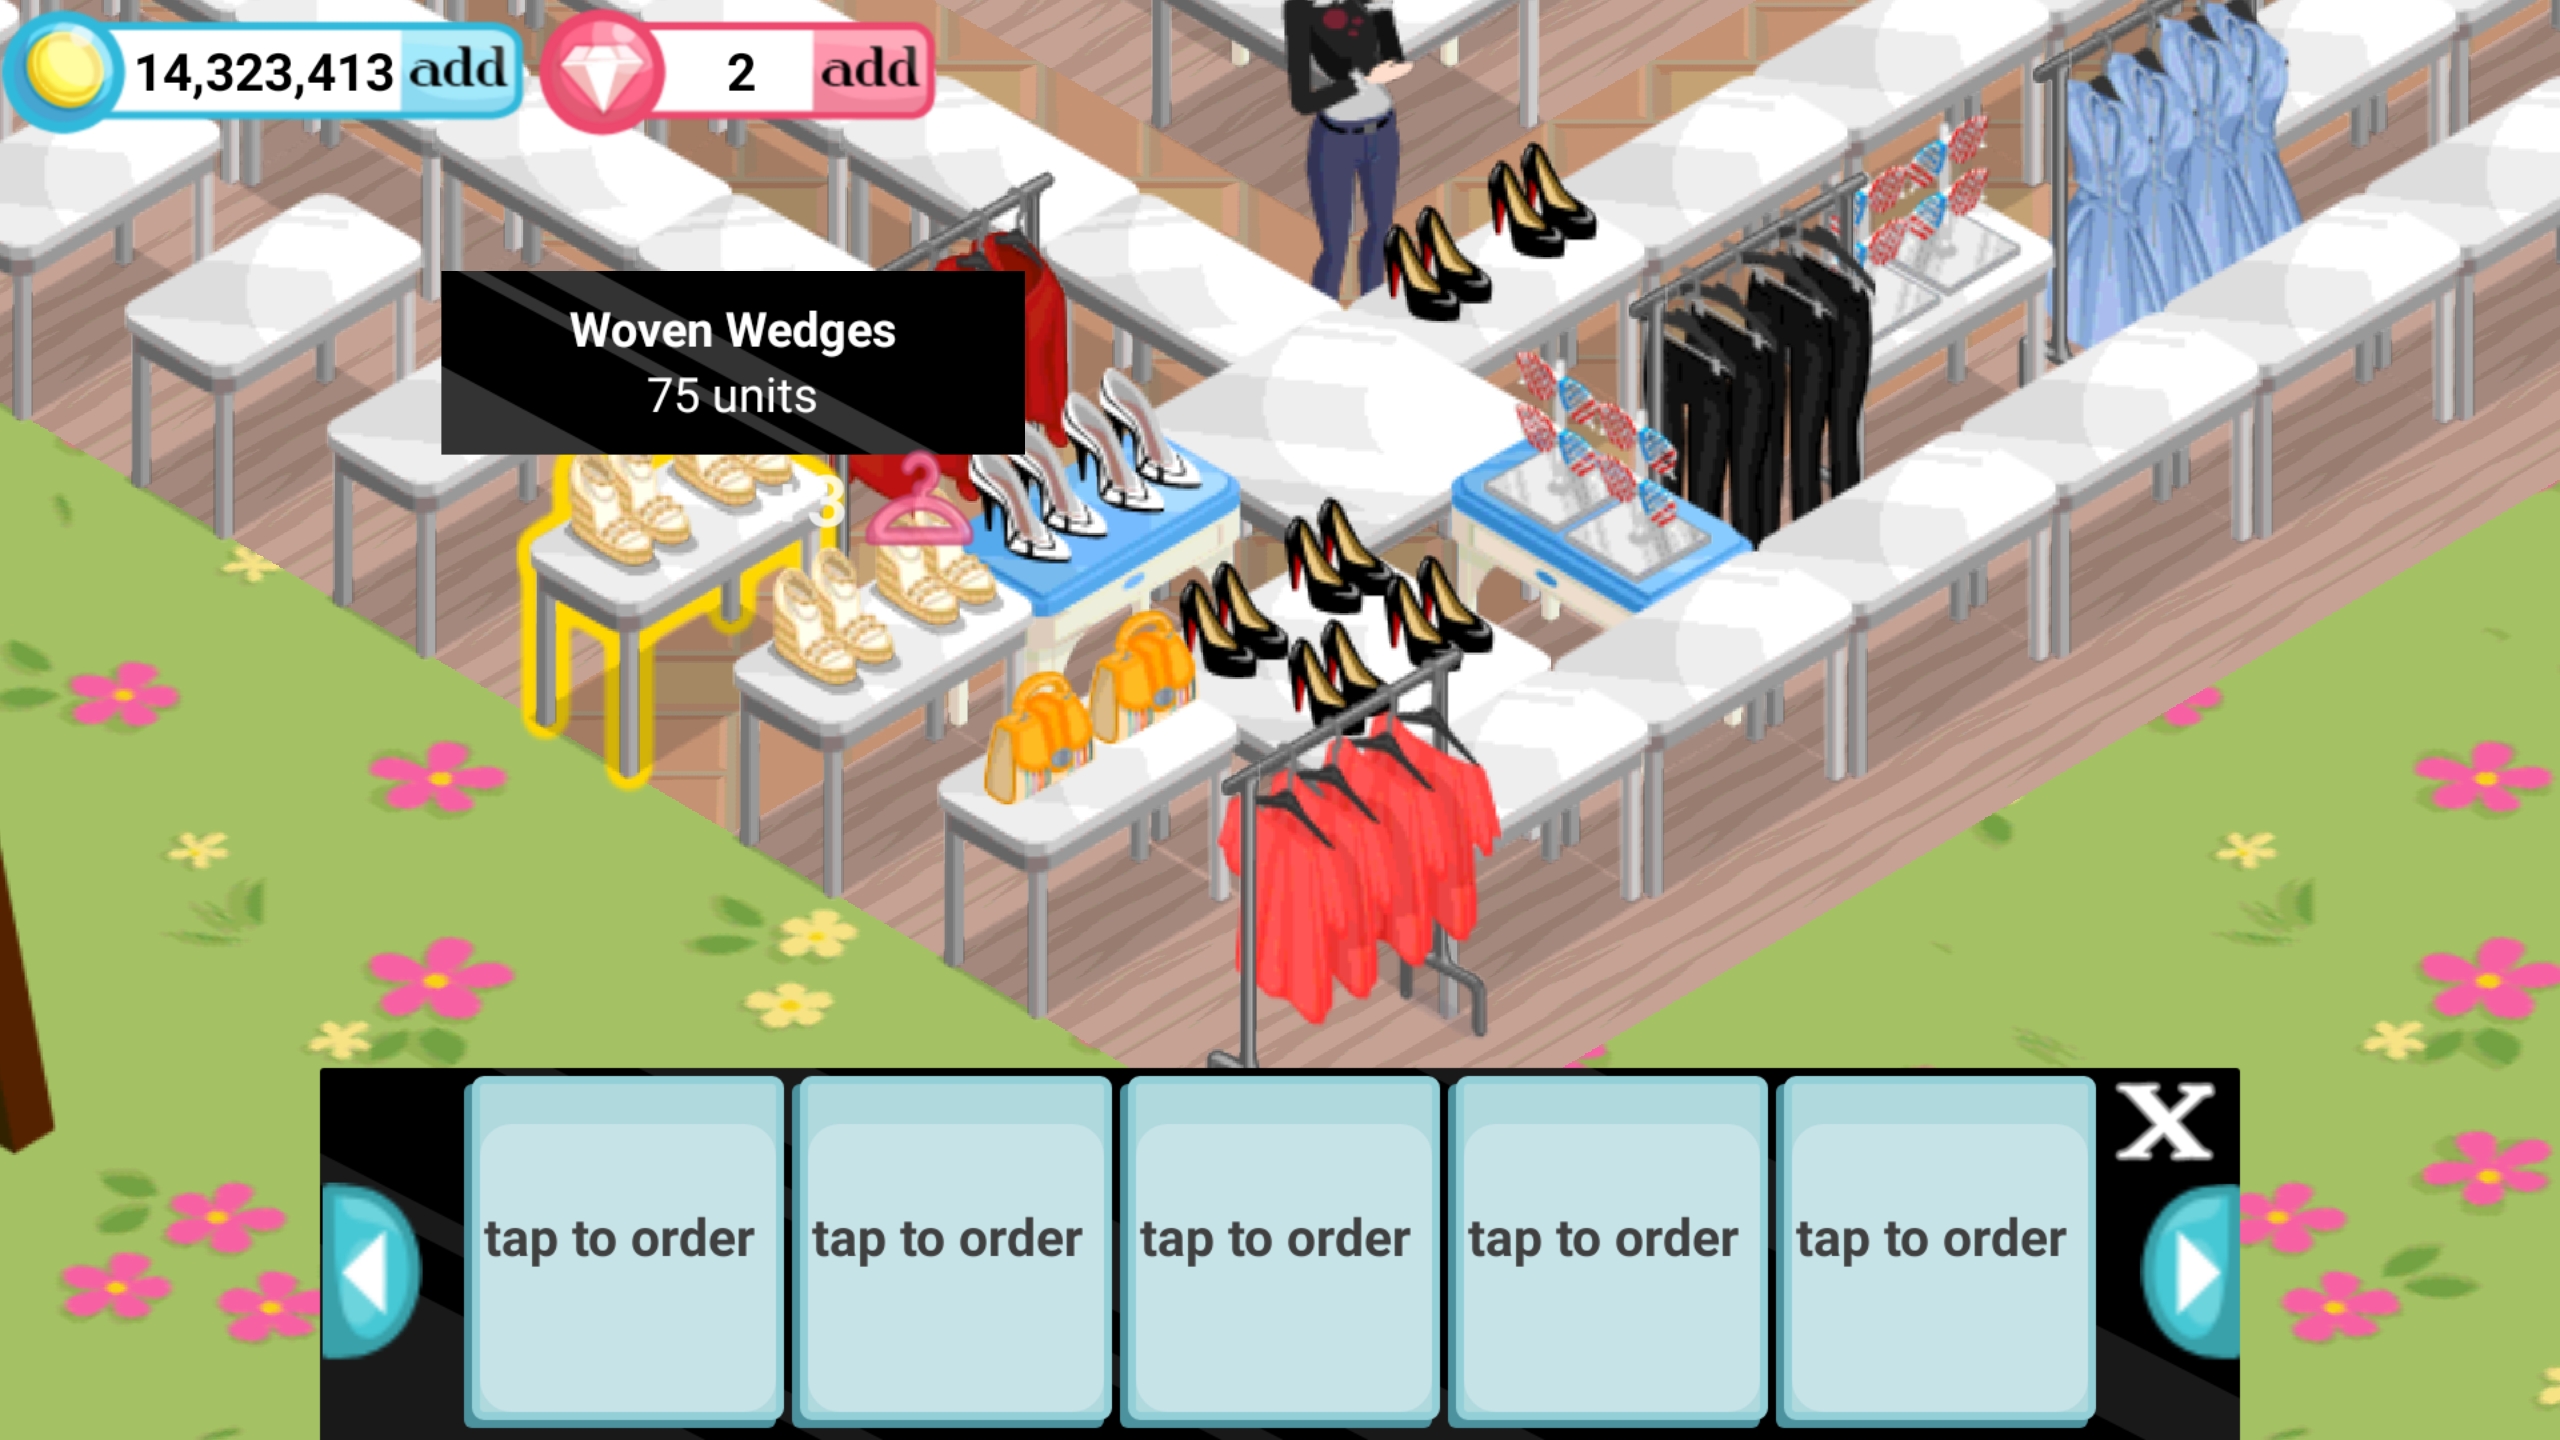 14,323,413 add
2 add
Woven Wedges
75 units
3
tap to order
tap to order
tap to order
tap to order
tap to order
X